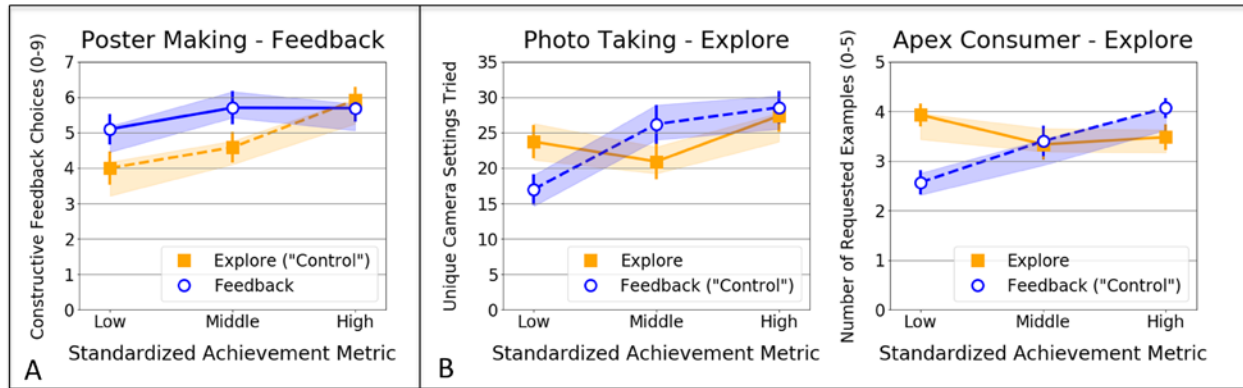 Poster Making - Feedback
Constructive Feedback Choices (0-9)
7
6
5
4
3
2
1
0
Explore ("Control")
Feedback
Low Middle High
Standardized Achievement Metric
A
Photo Taking - Explore
Unique Camera Settings Tried
35
30
25
20
15
10
5
0
Explore
Feedback ("Control")
Low Middle High
Standardized Achievement Metric
B
Apex Consumer - Explore
Number of Requested Examples (0-5)
5
4
3
2
1
0
Explore
Feedback ("Control")
Low Middle High
Standardized Achievement Metric